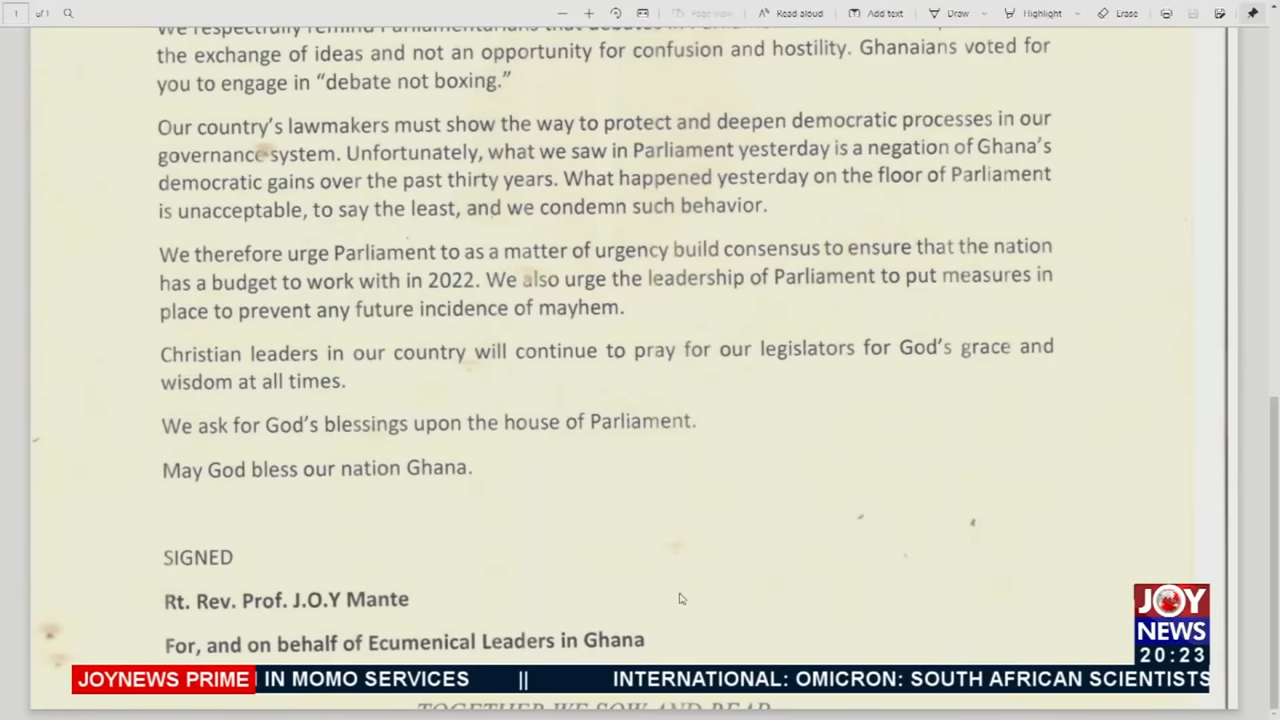 1 of 1
Page view
Read aloud
Add text
Draw
Highlight
Erase
the exchange of ideas and not an opportunity for confusion and hostility. Ghanaians voted for
you to engage in “debate not boxing.”
Our country’s lawmakers must show the way to protect and deepen democratic processes in our
governance system. Unfortunately, what we saw in Parliament yesterday is a negation of Ghana’s
democratic gains over the past thirty years. What happened yesterday on the floor of Parliament
is unacceptable, to say the least, and we condemn such behavior.
We therefore urge Parliament to as a matter of urgency build consensus to ensure that the nation
has a budget to work with in 2022. We also urge the leadership of Parliament to put measures in
place to prevent any future incidence of mayhem.
Christian leaders in our country will continue to pray for our legislators for God’s grace and
wisdom at all times.
We ask for God’s blessings upon the house of Parliament.
May God bless our nation Ghana.
SIGNED
Rt. Rev. Prof. J.O.Y Mante
For, and on behalf of Ecumenical Leaders in Ghana
JOY
NEWS
20:23
JOYNEWS PRIME IN MOMO SERVICES || INTERNATIONAL: OMICRON: SOUTH AFRICAN SCIENTISTS